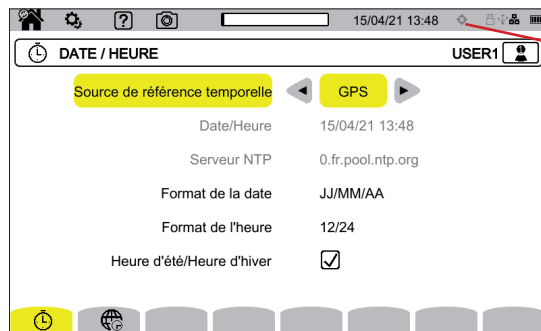 15/04/21 13:48
DATE / HEURE USER1
Source de référence temporelle GPS
Date/Heure 15/04/21 13:48
Serveur NTP 0.fr.pool.ntp.org
Format de la date JJ/MM/AA
Format de l'heure 12/24
Heure d'été/Heure d'hiver